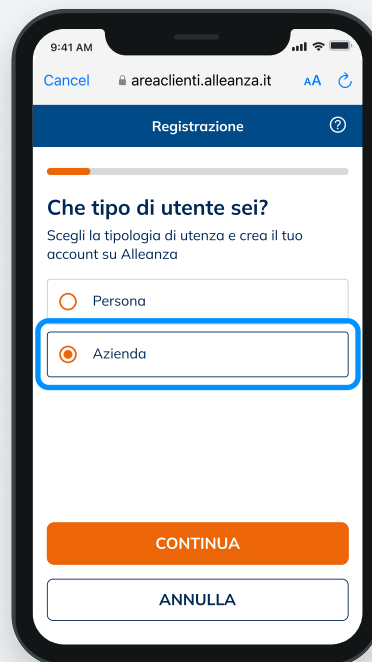 9:41 AM
Cancel areaclienti.alleanza.it AA
Registrazione ?
Che tipo di utente sei?
Scegli la tipologia di utenza e crea il tuo
account su Alleanza
Persona
Azienda
CONTINUA
ANNULLA